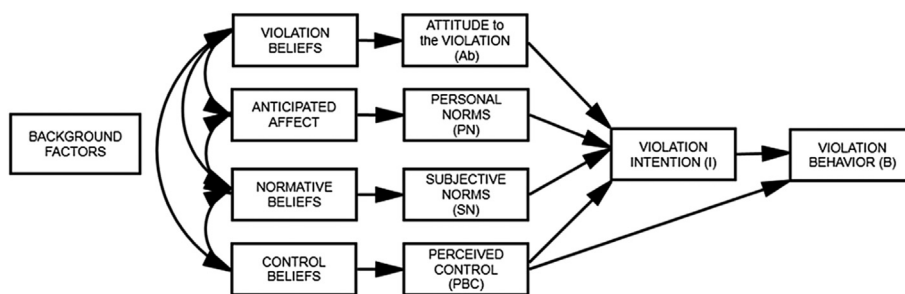 VIOLATION
BELIEFS
ATTITUDE to
the VIOLATION
(Ab)
BACKGROUND
FACTORS
ANTICIPATED
AFFECT
PERSONAL
NORMS
(PN)
NORMATIVE
BELIEFS
SUBJECTIVE
NORMS
(SN)
CONTROL
BELIEFS
PERCEIVED
CONTROL
(PBC)
VIOLATION
INTENTION (I)
VIOLATION
BEHAVIOR (B)